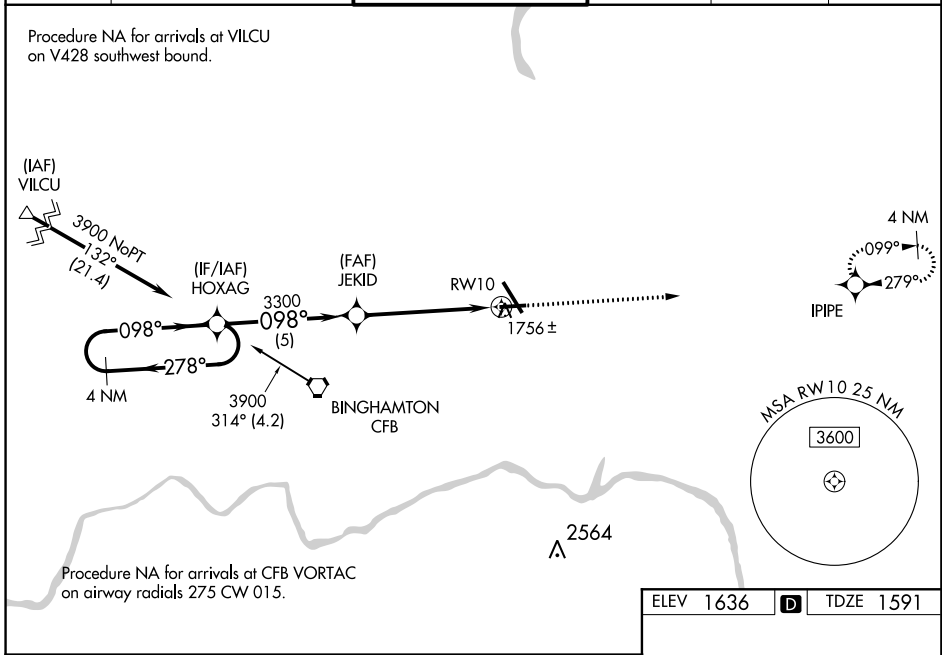 Procedure NA for arrivals at VILCU
on V428 southwest bound.
(IAF)
VILCU
3900 NoPT
132°
(21.4)
(IF/IAF)
HOXAG
(FAF)
JEKID
RW10
1756 ±
4 NM
099°
279°
IPIPE
098°
278°
4 NM
3300
098°
(5)
3900
314° (4.2)
BINGHAMTON
CFB
MSA RW10 25 NM
3600
2564
Procedure NA for arrivals at CFB VORTAC
on airway radials 275 CW 015.
ELEV 1636 D TDZE 1591